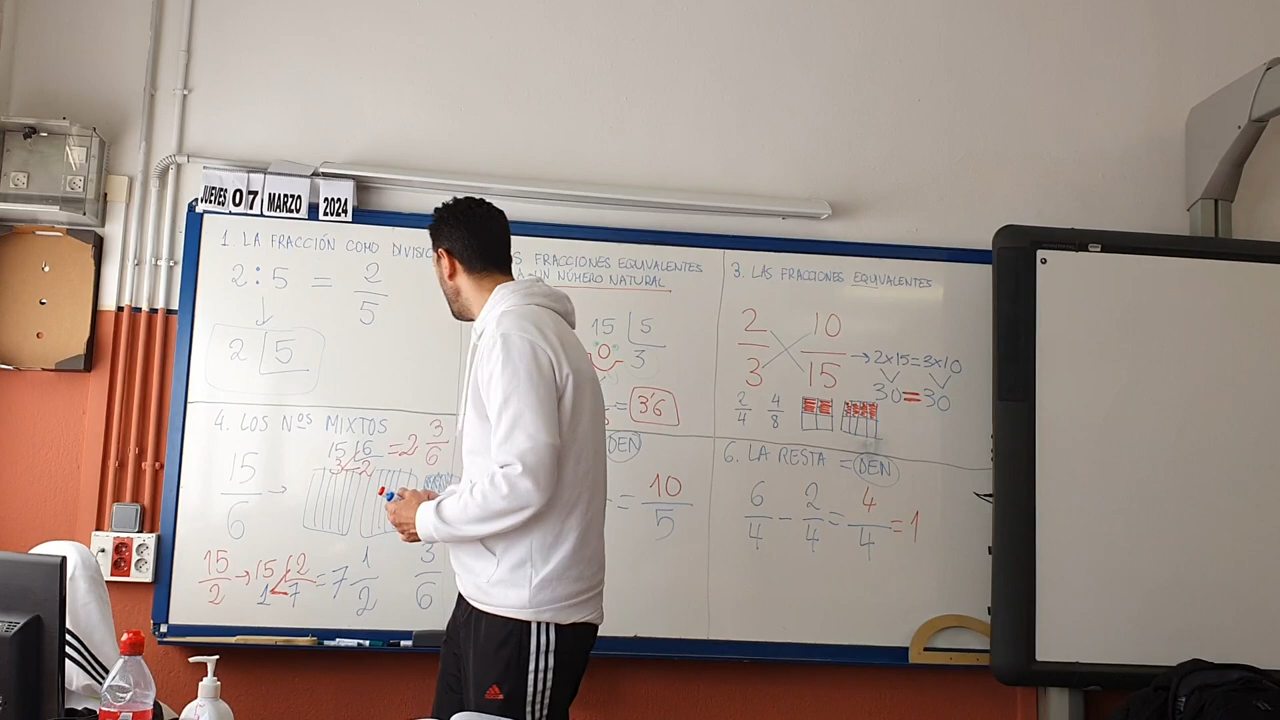 JUEVES 07 MARZO 2024
1. LA FRACCIÓN COMO
2:5 = 2/5
2 5
FRACCIONES EQUIVALENTES
UN NÚMERO NATURAL
15 5
0 3
= 3'6
3. LAS FRACCIONES EQUIVALENTES
2/3 10/15 → 2x15=3x10
30=30
2/4 4/8
4. LOS NºS MIXTOS
15 6 = 2 3/6
3 2
15/6 →
3/6
15/2 → 15 2 = 7 1/2
1 7
DEN
= 10/5
6. LA RESTA = DEN
6/4 - 2/4 = 4/4 = 1